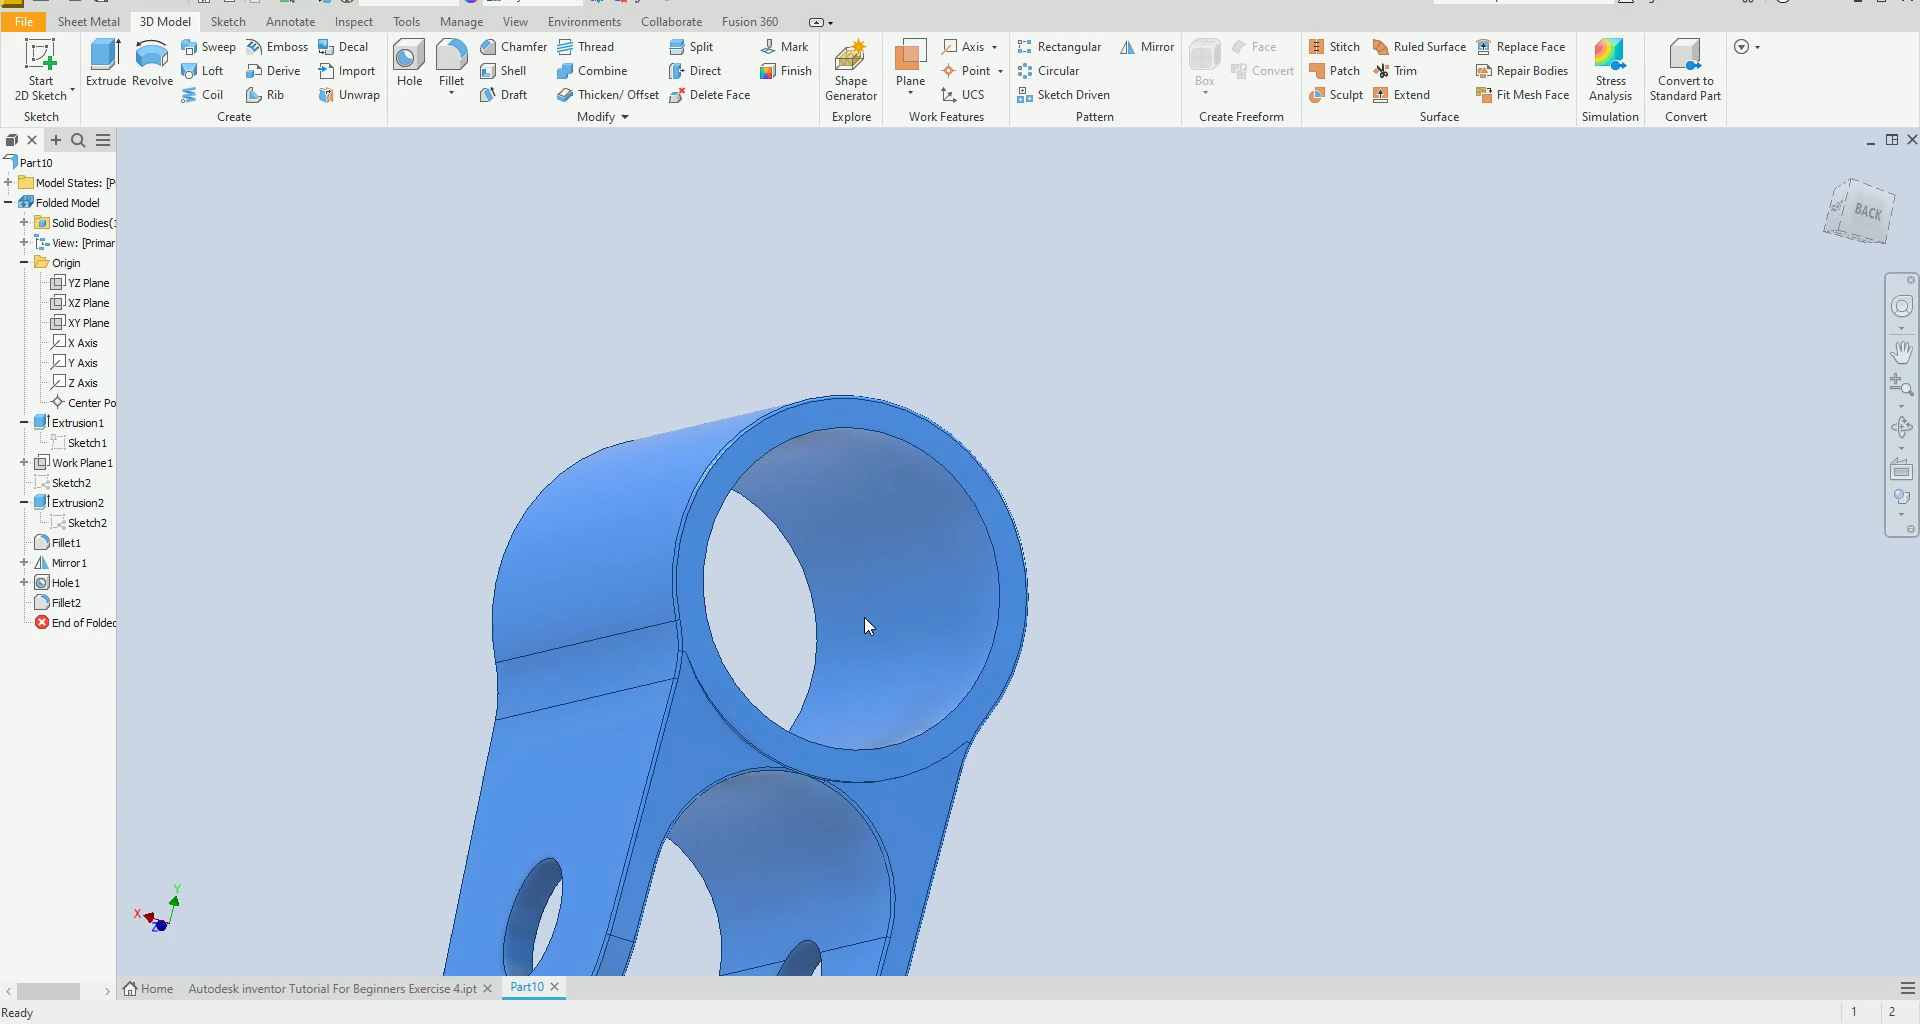 File Sheet Metal 3D Model Sketch Annotate Inspect Tools Manage View Environments Collaborate Fusion 360
Start 2D Sketch
Extrude
Revolve
Sweep
Loft
Coil
Emboss
Derive
Rib
Decal
Import
Unwrap
Hole
Fillet
Chamfer
Shell
Draft
Thread
Combine
Thicken/ Offset
Split
Direct
Delete Face
Mark
Finish
Shape Generator
Plane
Axis
Point
UCS
Rectangular
Circular
Sketch Driven
Mirror
Box
Face
Convert
Stitch
Patch
Sculpt
Ruled Surface
Trim
Extend
Replace Face
Repair Bodies
Fit Mesh Face
Stress Analysis
Convert to Standard Part
Sketch Create Modify Explore Work Features Pattern Create Freeform Surface Simulation Convert
Part10
Model States: [P
Folded Model
Solid Bodies(1
View: [Primar
Origin
YZ Plane
XZ Plane
XY Plane
X Axis
Y Axis
Z Axis
Center Po
Extrusion1
Sketch1
Work Plane1
Sketch2
Extrusion2
Sketch2
Fillet1
Mirror1
Hole1
Fillet2
End of Folded
BACK
Y
X
Z
Home Autodesk inventor Tutorial For Beginners Exercise 4.ipt Part10
Ready 1 2